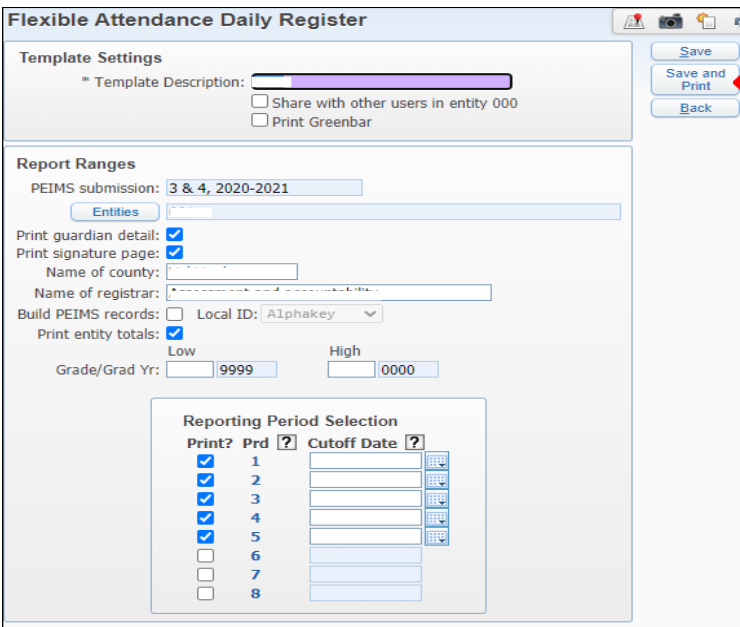 Flexible Attendance Daily Register
Template Settings
* Template Description:
Share with other users in entity 000
Print Greenbar
Save
Save and
Print
Back
Report Ranges
PEIMS submission: 3 & 4, 2020-2021
Entities
Print guardian detail:
Print signature page:
Name of county:
Name of registrar: Assessment and accountability
Build PEIMS records: Local ID: Alphakey
Print entity totals:
Low High
Grade/Grad Yr: 9999 0000
Reporting Period Selection
Print? Prd ? Cutoff Date ?
1
2
3
4
5
6
7
8